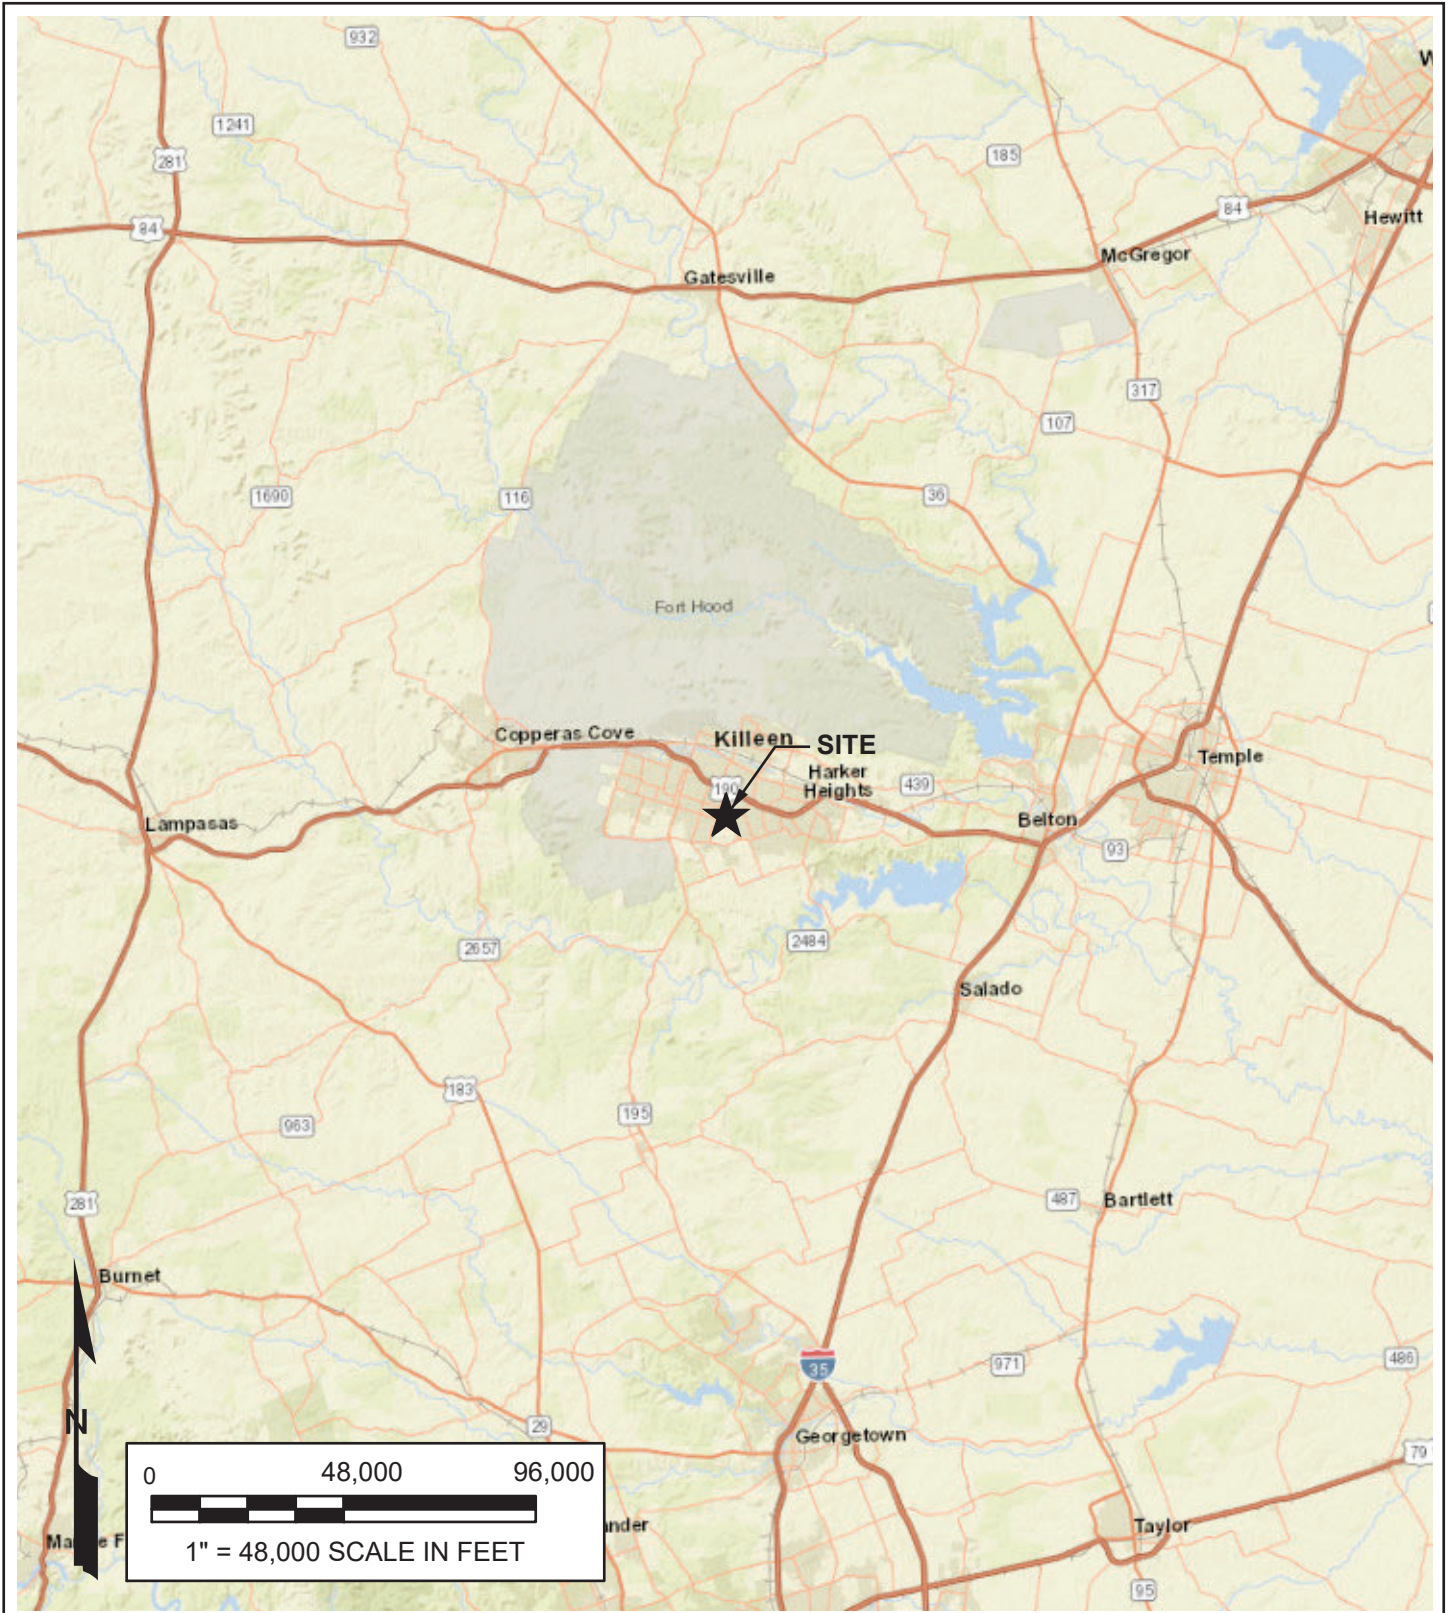 932
W
1241
185
281
84
84
Hewitt
McGregor
Gatesville
317
107
1690
116
36
Fort Hood
Copperas Cove
Killeen
SITE
Temple
Harker
Heights
190
439
Lampasas
Belton
93
2657
2484
Salado
183
195
963
281
487
Bartlett
Burnet
35
971
486
N
29
Georgetown
79
0 48,000 96,000
1" = 48,000 SCALE IN FEET
ander
Taylor
95